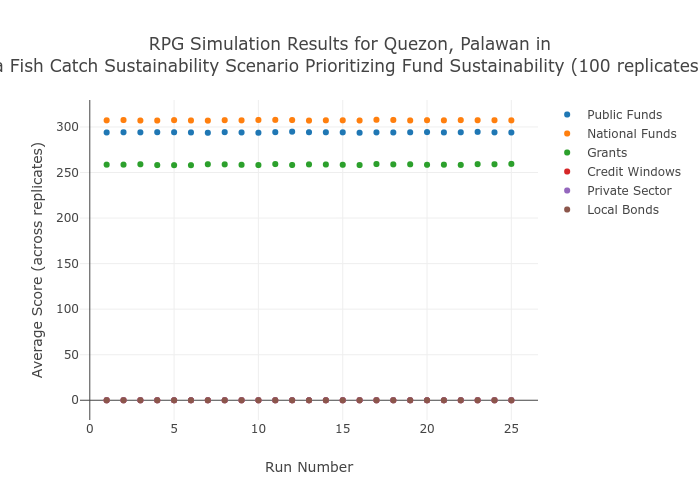 RPG Simulation Results for Quezon, Palawan in
a Fish Catch Sustainability Scenario Prioritizing Fund Sustainability (100 replicates
Average Score (across replicates)
300
250
200
150
100
50
0
0 5 10 15 20 25
Run Number
Public Funds
National Funds
Grants
Credit Windows
Private Sector
Local Bonds